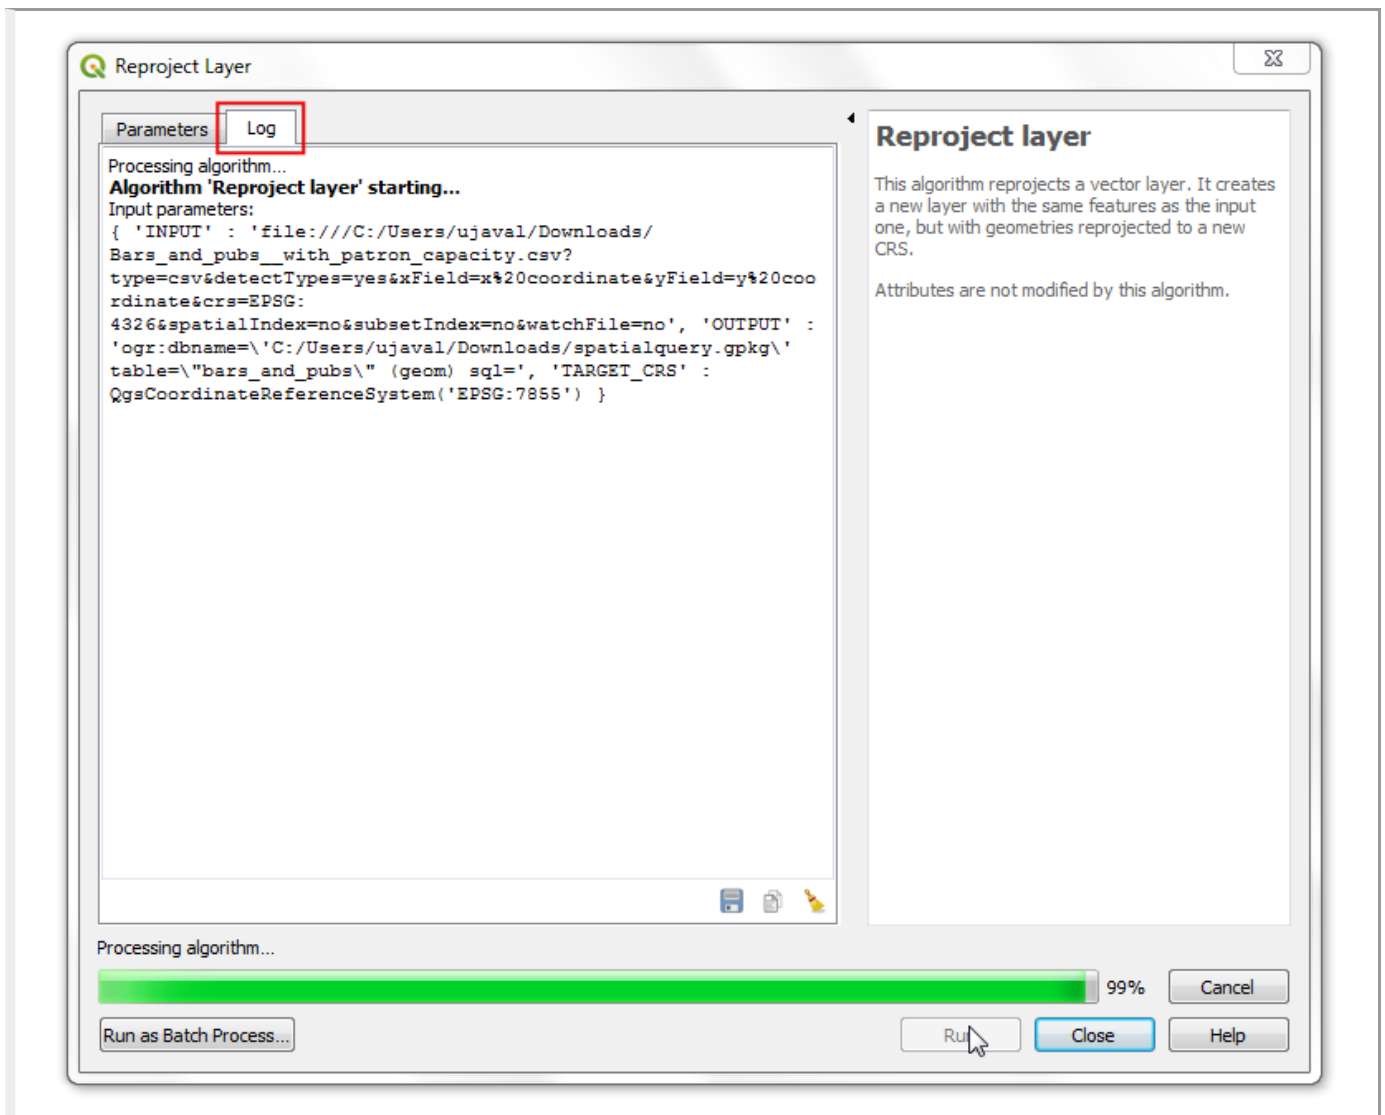 Reproject Layer
Parameters
Log
Processing algorithm...
Algorithm 'Reproject layer' starting...
Input parameters:
{ 'INPUT' : 'file:///C:/Users/ujaval/Downloads/
Bars_and_pubs__with_patron_capacity.csv?
type=csv&detectTypes=yes&xField=x%20coordinate&yField=y%20coo
rdinate&crs=EPSG:
4326&spatialIndex=no&subsetIndex=no&watchFile=no', 'OUTPUT' :
'ogr:dbname=\'C:/Users/ujaval/Downloads/spatialquery.gpkg\'
table=\"bars_and_pubs\" (geom) sql=', 'TARGET_CRS' :
QgsCoordinateReferenceSystem('EPSG:7855') }
Reproject layer
This algorithm reprojects a vector layer. It creates
a new layer with the same features as the input
one, but with geometries reprojected to a new
CRS.
Attributes are not modified by this algorithm.
Processing algorithm...
99%
Cancel
Run as Batch Process...
Run
Close
Help